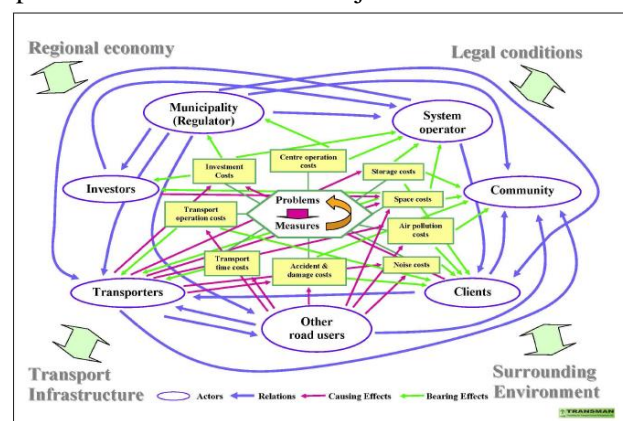 Regional economy
Legal conditions
Municipality
(Regulator)
System
operator
Investment
Costs
Centre operation
costs
Storage costs
Investors
Problems
Measures
Space costs
Community
Transport
operation costs
Air pollution
costs
Transport
time costs
Accident &
damage costs
Noise costs
Transporters
Clients
Other
road users
Transport
Infrastructure
Surrounding
Environment
Actors
Relations
Causing Effects
Bearing Effects
TRANSMAN